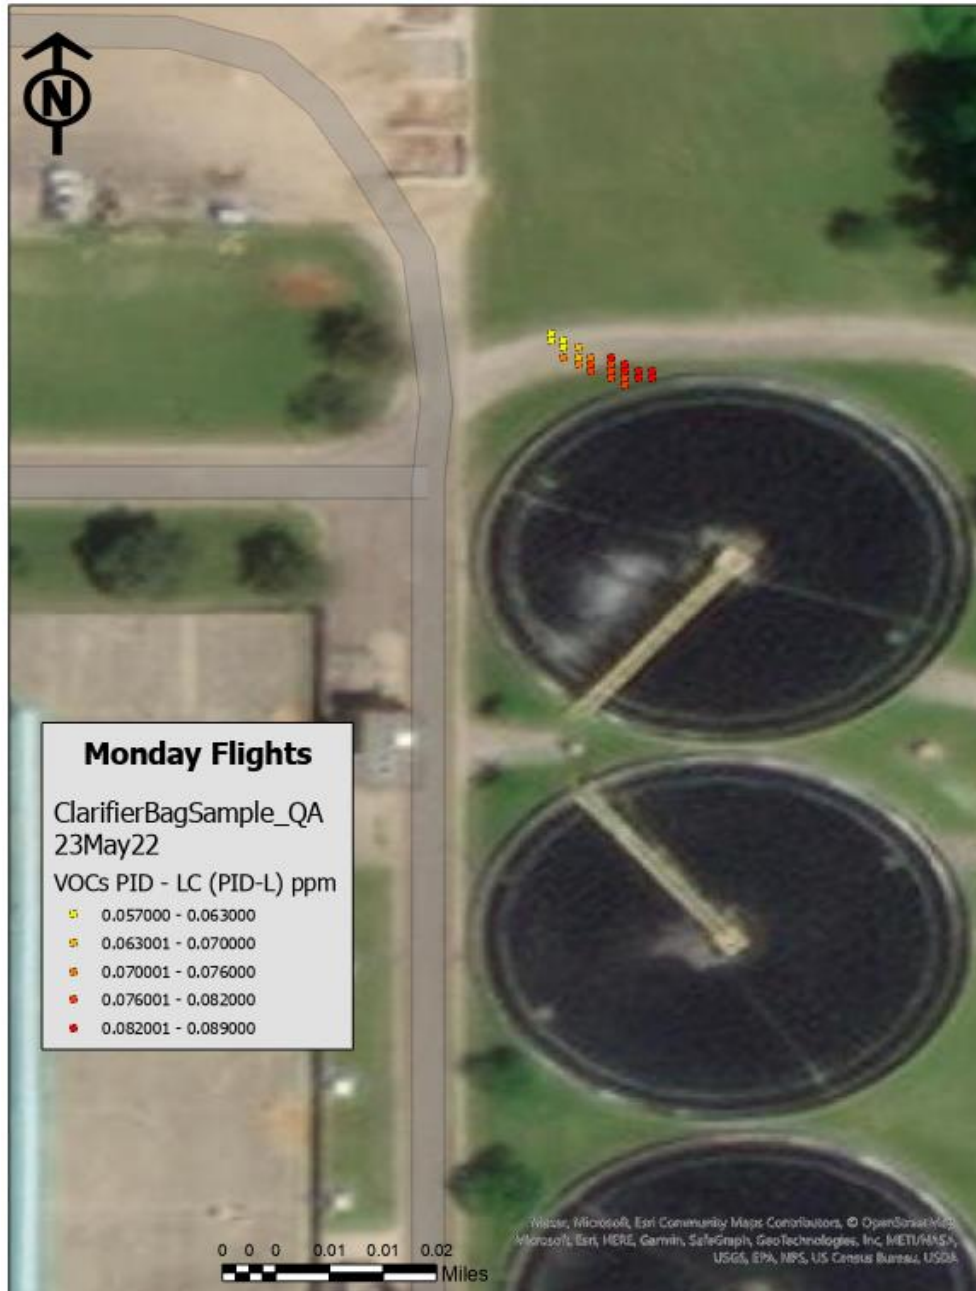 N
Monday Flights
ClarifierBagSample_QA
23May22
VOCs PID - LC (PID-L) ppm
0.057000 - 0.063000
0.063001 - 0.070000
0.070001 - 0.076000
0.076001 - 0.082000
0.082001 - 0.089000
0 0 0 0.01 0.01 0.02
Miles
Maxar, Microsoft, Esri Community Maps Contributors, © OpenStreetMap,
Microsoft, Esri, HERE, Garmin, SafeGraph, GeoTechnologies, Inc, METI/NASA,
USGS, EPA, NPS, US Census Bureau, USDA